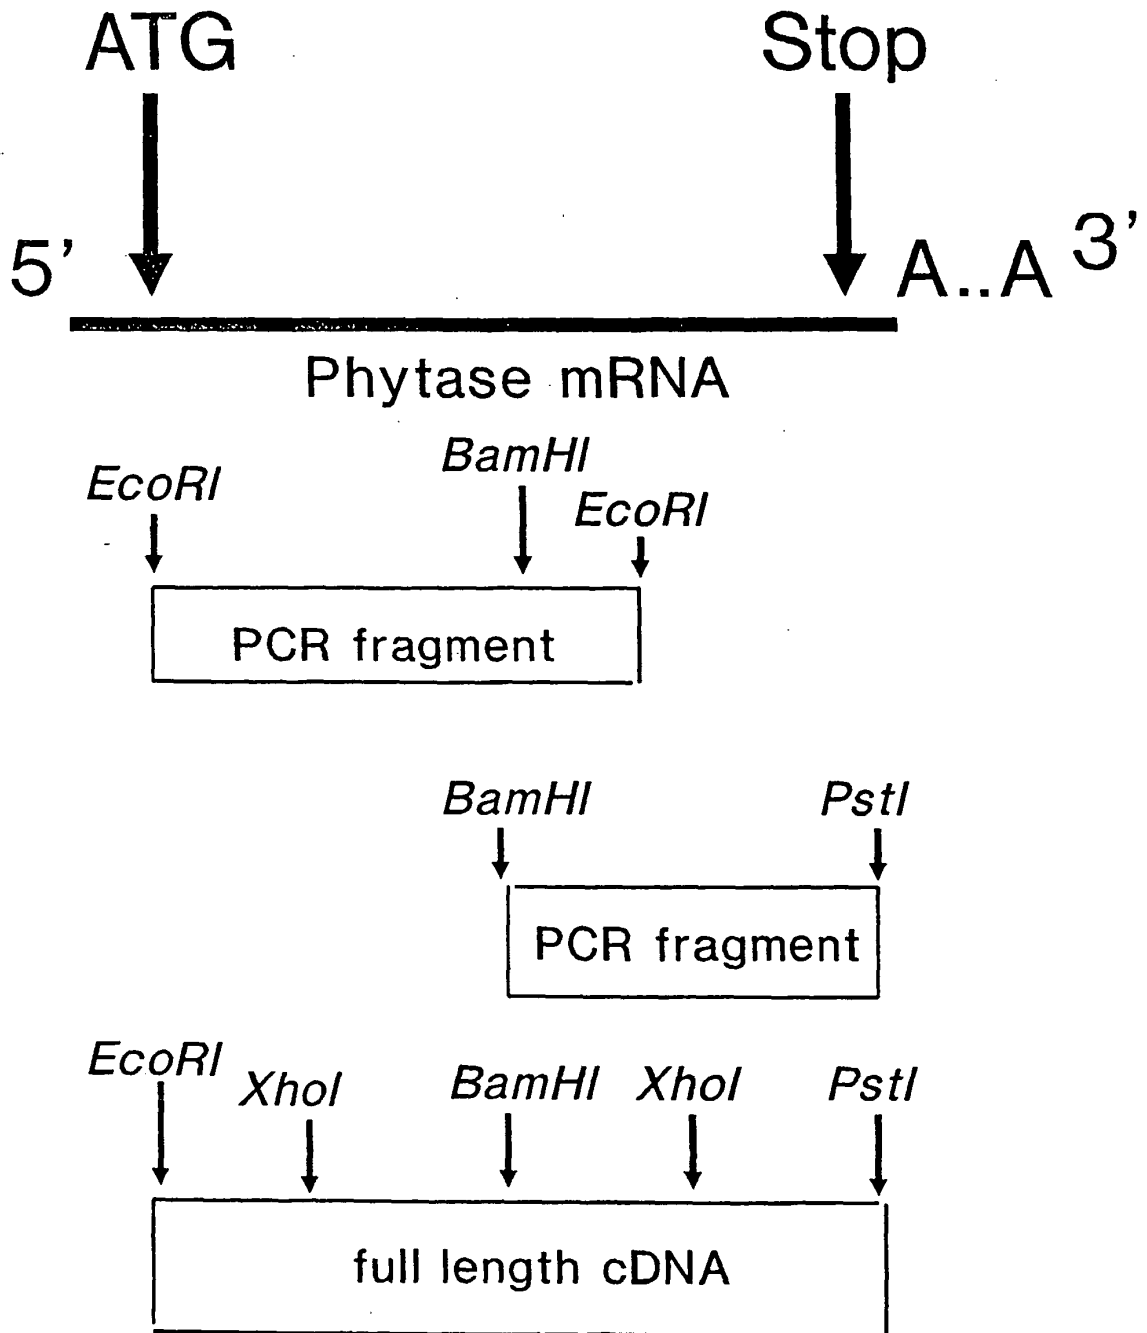 ATG Stop
5' A..A 3'
Phytase mRNA
EcoRI BamHI EcoRI
PCR fragment
BamHI PstI
PCR fragment
EcoRI XhoI BamHI XhoI PstI
full length cDNA